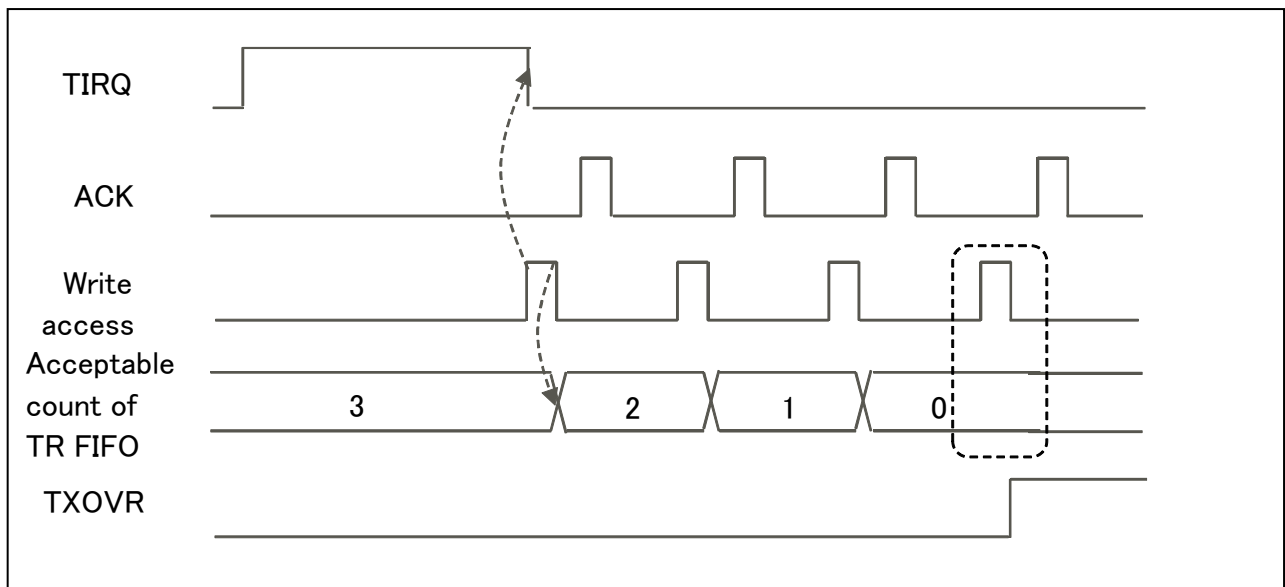 TIRQ
ACK
Write
access
Acceptable
count of
TR FIFO
3
2
1
0
TXOVR